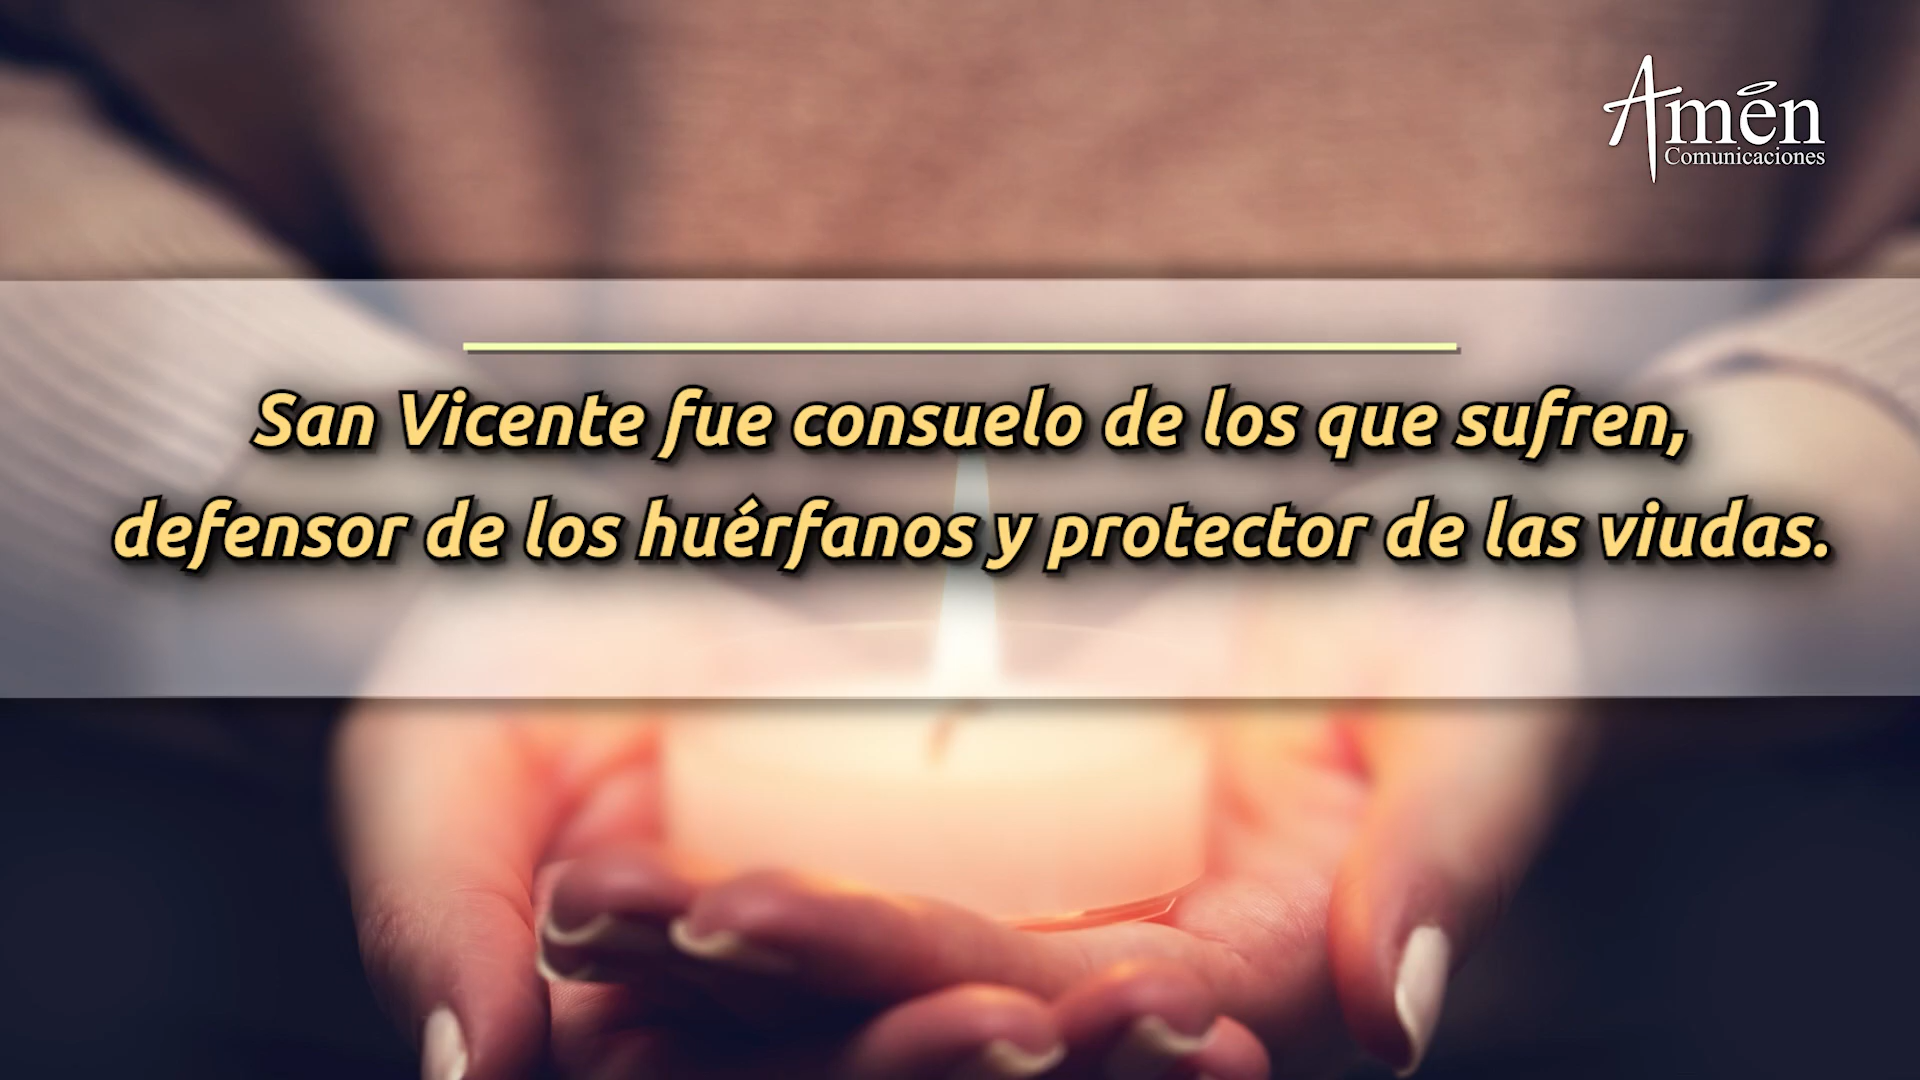 Amén
Comunicaciones
San Vicente fue consuelo de los que sufren,
defensor de los huérfanos y protector de las viudas.